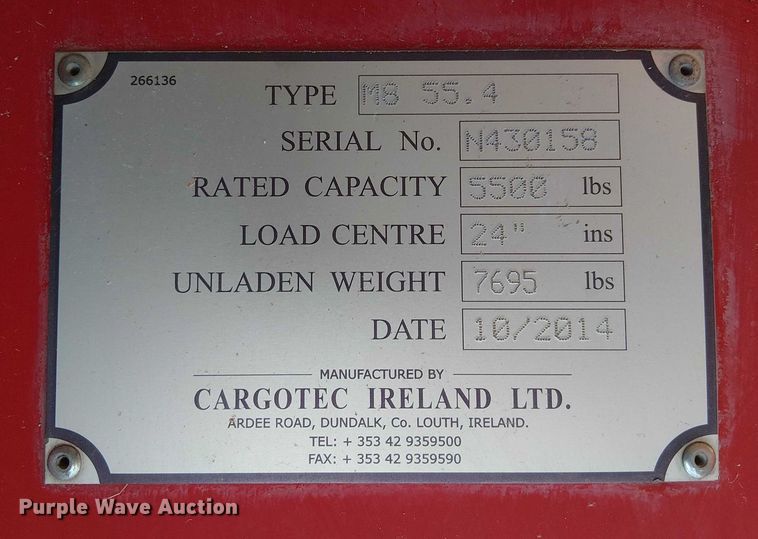 266136
TYPE M8 55.4
SERIAL No. N430158
RATED CAPACITY 5500 lbs
LOAD CENTRE 24" ins
UNLADEN WEIGHT 7695 lbs
DATE 10/2014
MANUFACTURED BY
CARGOTEC IRELAND LTD.
ARDEE ROAD, DUNDALK, Co. LOUTH, IRELAND.
TEL: + 353 42 9359500
FAX: + 353 42 9359590
Purple Wave Auction